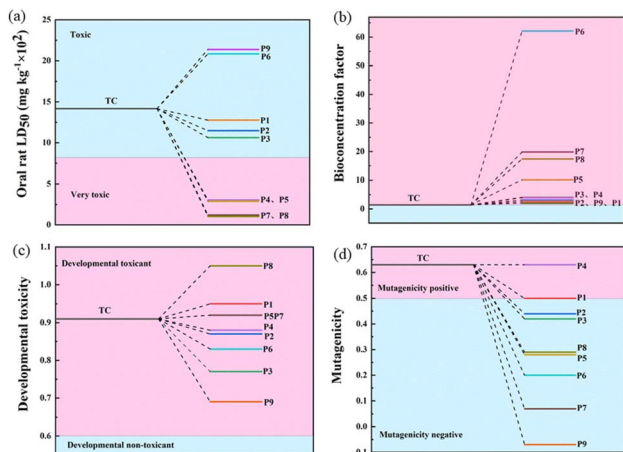 (a)
Oral rat LD50 (mg kg-1×102)
25
20
15
10
5
0
Toxic
TC
Very toxic
P9
P6
P1
P2
P3
P4、P5
P7、P8
(b)
Bioconcentration factor
60
50
40
30
20
10
0
TC
P6
P7
P8
P5
P3、P4
P2、P9、P1
(c)
Developmental toxicity
1.1
1.0
0.9
0.8
0.7
0.6
Developmental toxicant
TC
Developmental non-toxicant
P8
P1
P5P7
P4
P2
P6
P3
P9
(d)
Mutagenicity
0.7
0.6
0.5
0.4
0.3
0.2
0.1
0.0
0.1
TC
Mutagenicity positive
Mutagenicity negative
P4
P1
P2
P3
P8
P5
P6
P7
P9